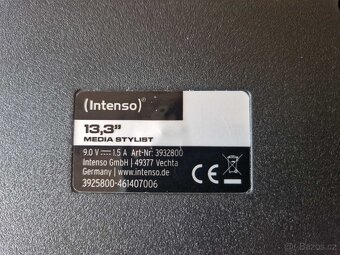 (Intenso)®
13,3"
MEDIA STYLIST
9.0 V ⎓ 1.5 A Art-Nr: 3932800
Intenso GmbH | 49377 Vechta
Germany | www.intenso.de
3925800-461407006
CE
Bazoš.cz